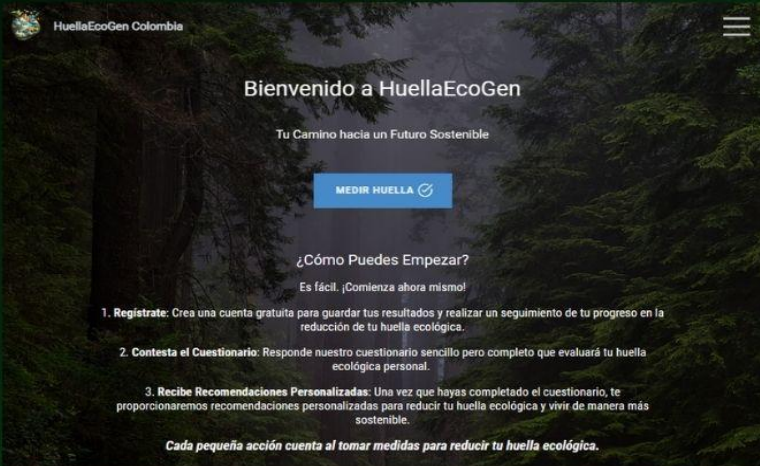 HuellaEcoGen Colombia
Bienvenido a HuellaEcoGen
Tu Camino hacia un Futuro Sostenible
MEDIR HUELLA
¿Cómo Puedes Empezar?
Es fácil. ¡Comienza ahora mismo!
1. Regístrate: Crea una cuenta gratuita para guardar tus resultados y realizar un seguimiento de tu progreso en la
reducción de tu huella ecológica.
2. Contesta el Cuestionario: Responde nuestro cuestionario sencillo pero completo que evaluará tu huella
ecológica personal.
3. Recibe Recomendaciones Personalizadas: Una vez que hayas completado el cuestionario, te
proporcionaremos recomendaciones personalizadas para reducir tu huella ecológica y vivir de manera más
sostenible.
Cada pequeña acción cuenta al tomar medidas para reducir tu huella ecológica.